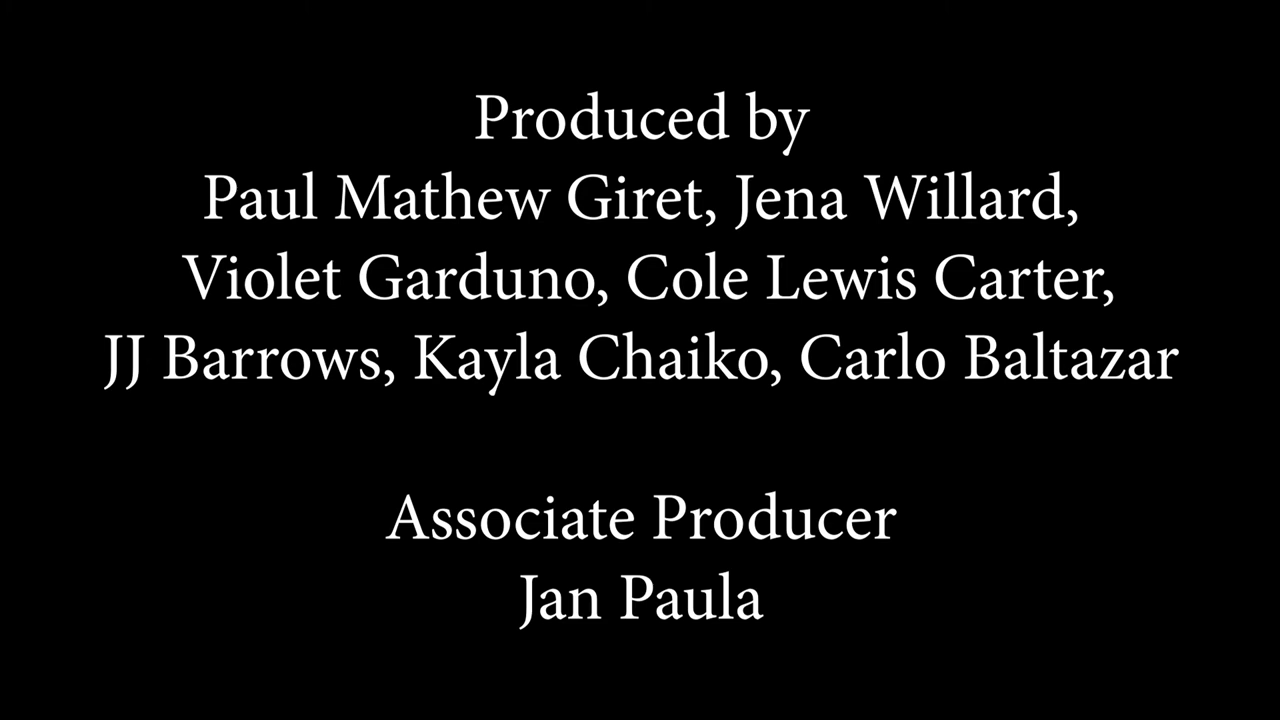 Produced by
Paul Mathew Giret, Jena Willard,
Violet Garduno, Cole Lewis Carter,
JJ Barrows, Kayla Chaiko, Carlo Baltazar
Associate Producer
Jan Paula